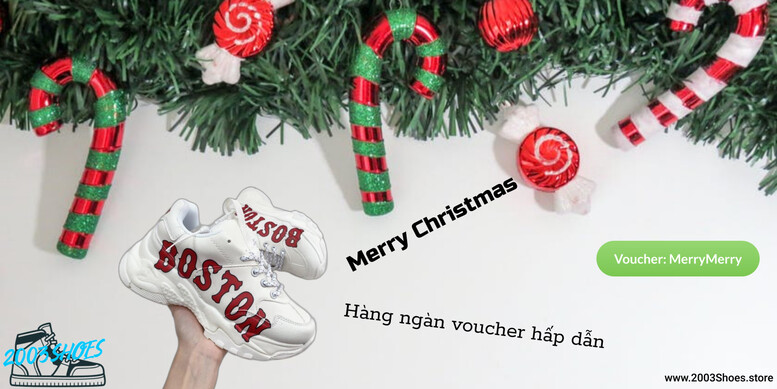 BOSTON
BOSTON
Merry Christmas
Voucher: MerryMerry
Hàng ngàn voucher hấp dẫn
2003SHOES
www.2003Shoes.store